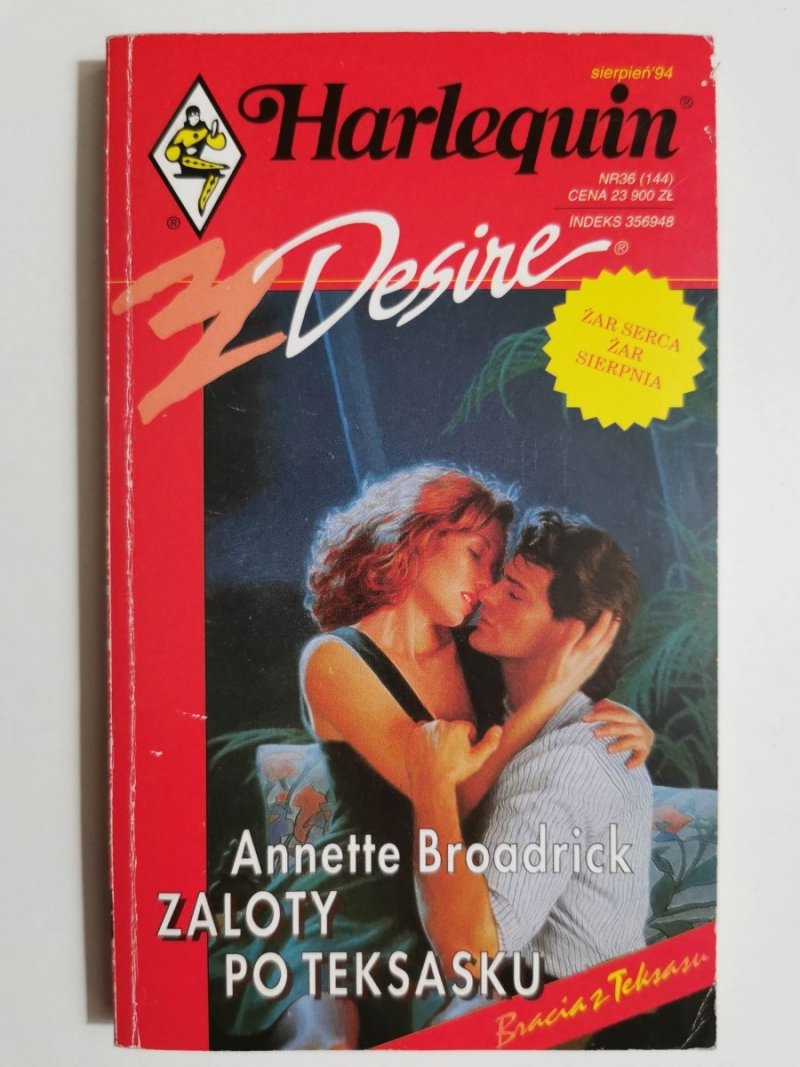 sierpień'94
Harlequin®
NR36 (144)
CENA 23 900 ZŁ
INDEKS 356948
®
Desire®
ŻAR SERCA
ŻAR
SIERPNIA
Annette Broadrick
ZALOTY
PO TEKSASKU
Bracia z Teksasu